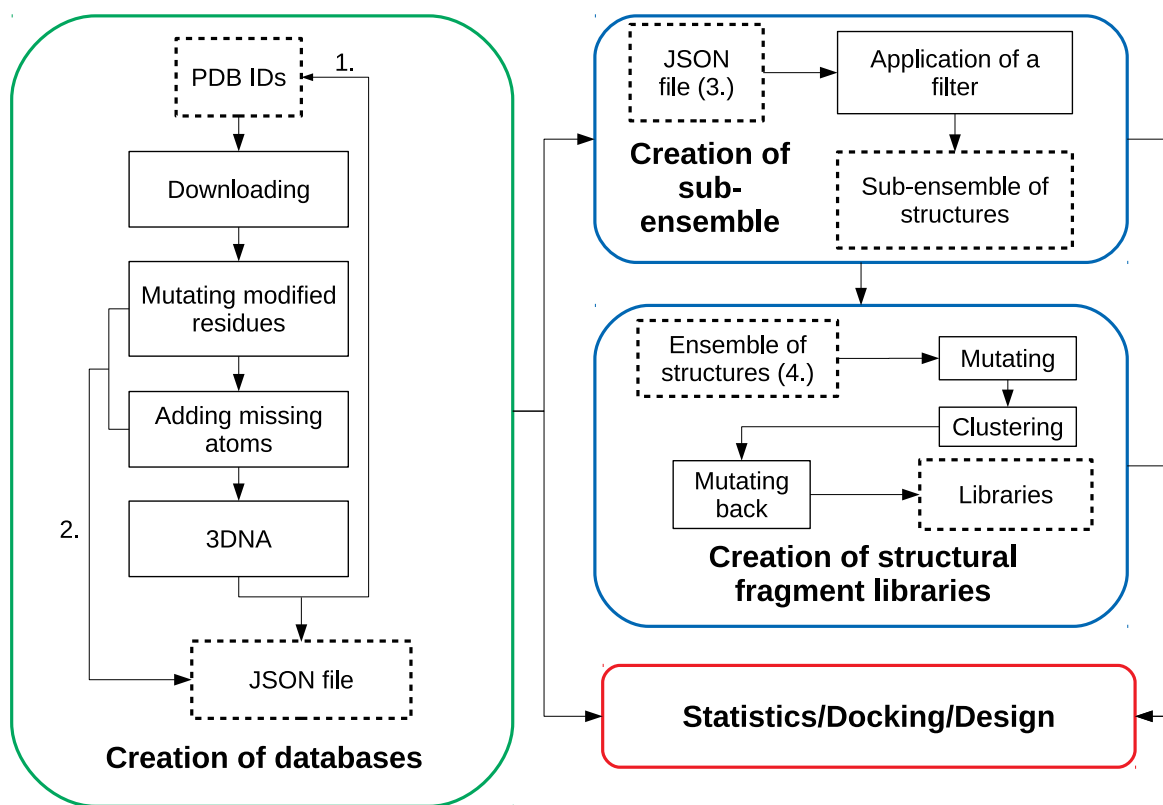 PDB IDs
1.
Downloading
Mutating modified
residues
Adding missing
atoms
3DNA
2.
JSON file
Creation of databases
JSON
file (3.)
Application of a
filter
Creation of
sub-
ensemble
Sub-ensemble of
structures
Ensemble of
structures (4.)
Mutating
Clustering
Mutating
back
Libraries
Creation of structural
fragment libraries
Statistics/Docking/Design